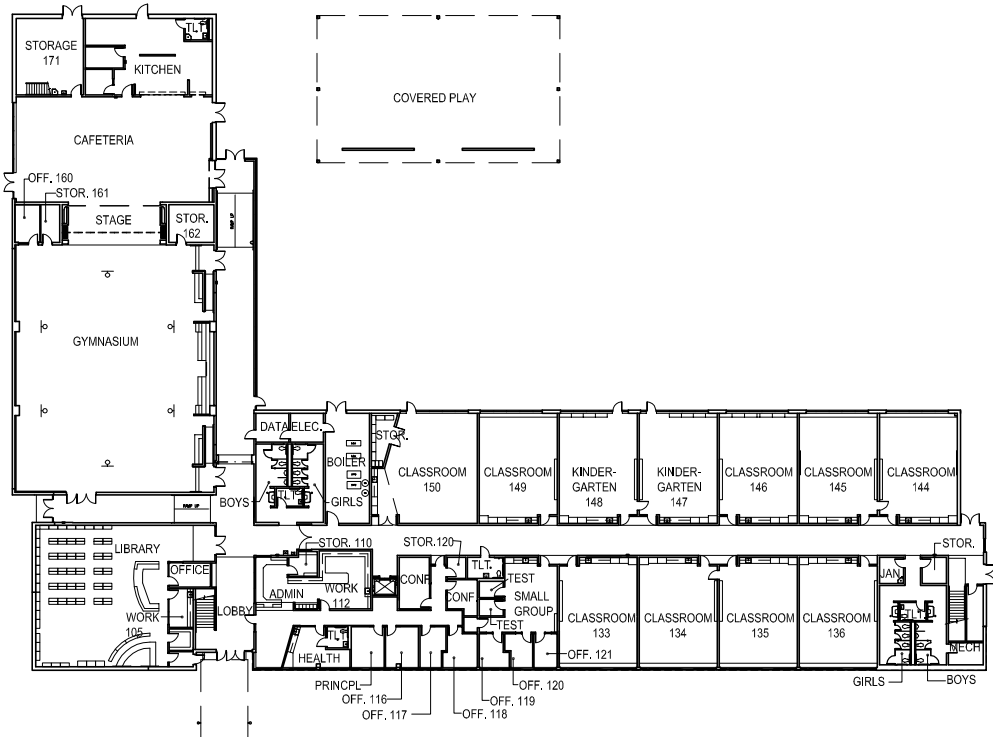 TLT.
STORAGE
171
KITCHEN
COVERED PLAY
CAFETERIA
OFF. 160
STOR. 161
STAGE
STOR.
162
RAMP UP
GYMNASIUM
DATA
ELEC.
STOR.
BOILER
CLASSROOM
150
CLASSROOM
149
KINDER-
GARTEN
148
KINDER-
GARTEN
147
CLASSROOM
146
CLASSROOM
145
CLASSROOM
144
BOYS
TLT.
GIRLS
RAMP UP
LIBRARY
STOR. 110
STOR.120
STOR.
OFFICE
CONF.
TLT.
TEST
JAN.
ADMIN
WORK
112
CONF.
SMALL
GROUP
LOBBY
WORK
105
TEST
CLASSROOM
133
CLASSROOM
134
CLASSROOM
135
CLASSROOM
136
TLT.
TLT.
HEALTH
OFF. 121
MECH
PRINCPL
OFF. 116
OFF. 117
OFF. 118
OFF. 119
OFF. 120
GIRLS
BOYS